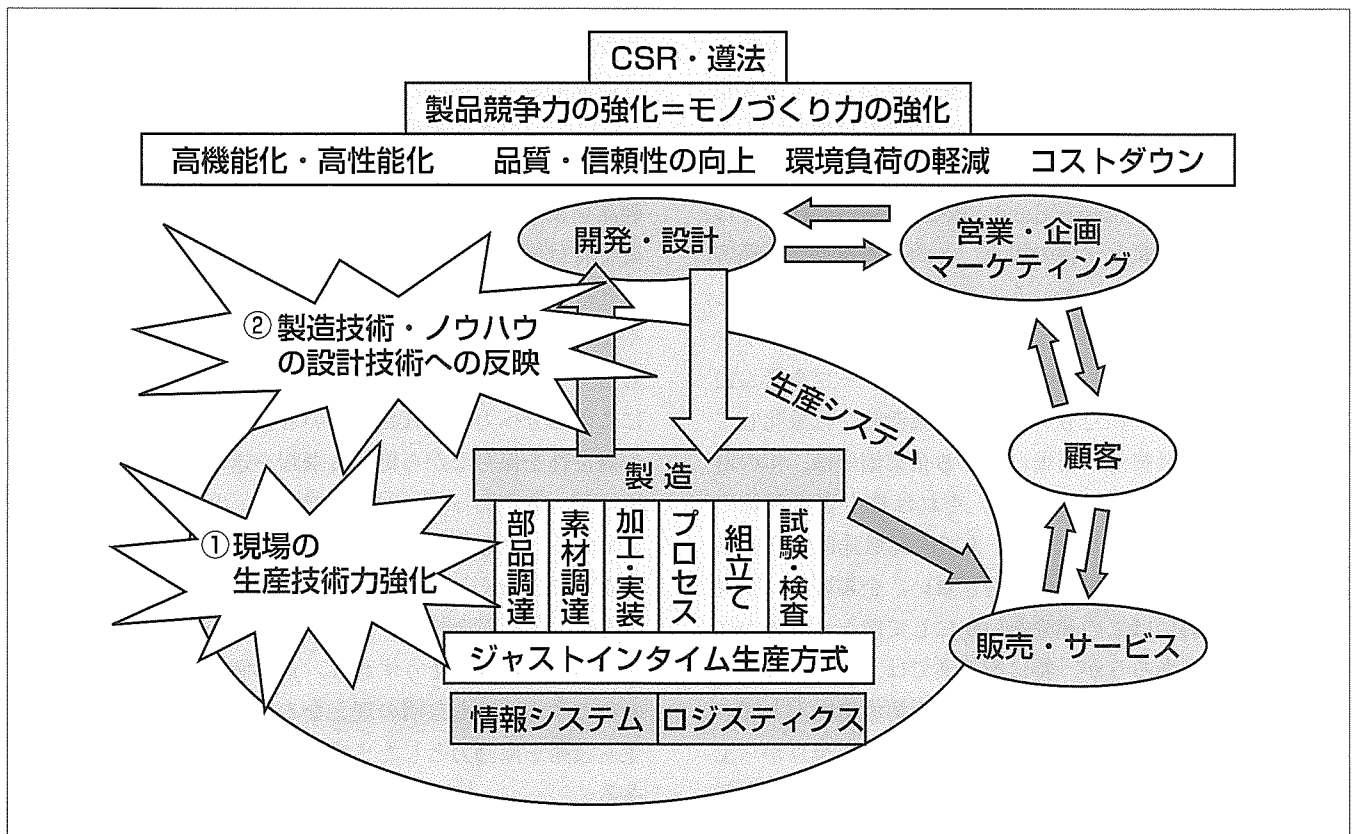 CSR・遵法
製品競争力の強化＝モノづくり力の強化
高機能化・高性能化　品質・信頼性の向上　環境負荷の軽減　コストダウン
開発・設計
営業・企画
マーケティング
② 製造技術・ノウハウ
の設計技術への反映
生産システム
顧客
製 造
① 現場の
生産技術力強化
部品調達
素材調達
加工・実装
プロセス
組立て
試験・検査
販売・サービス
ジャストインタイム生産方式
情報システム
ロジスティクス